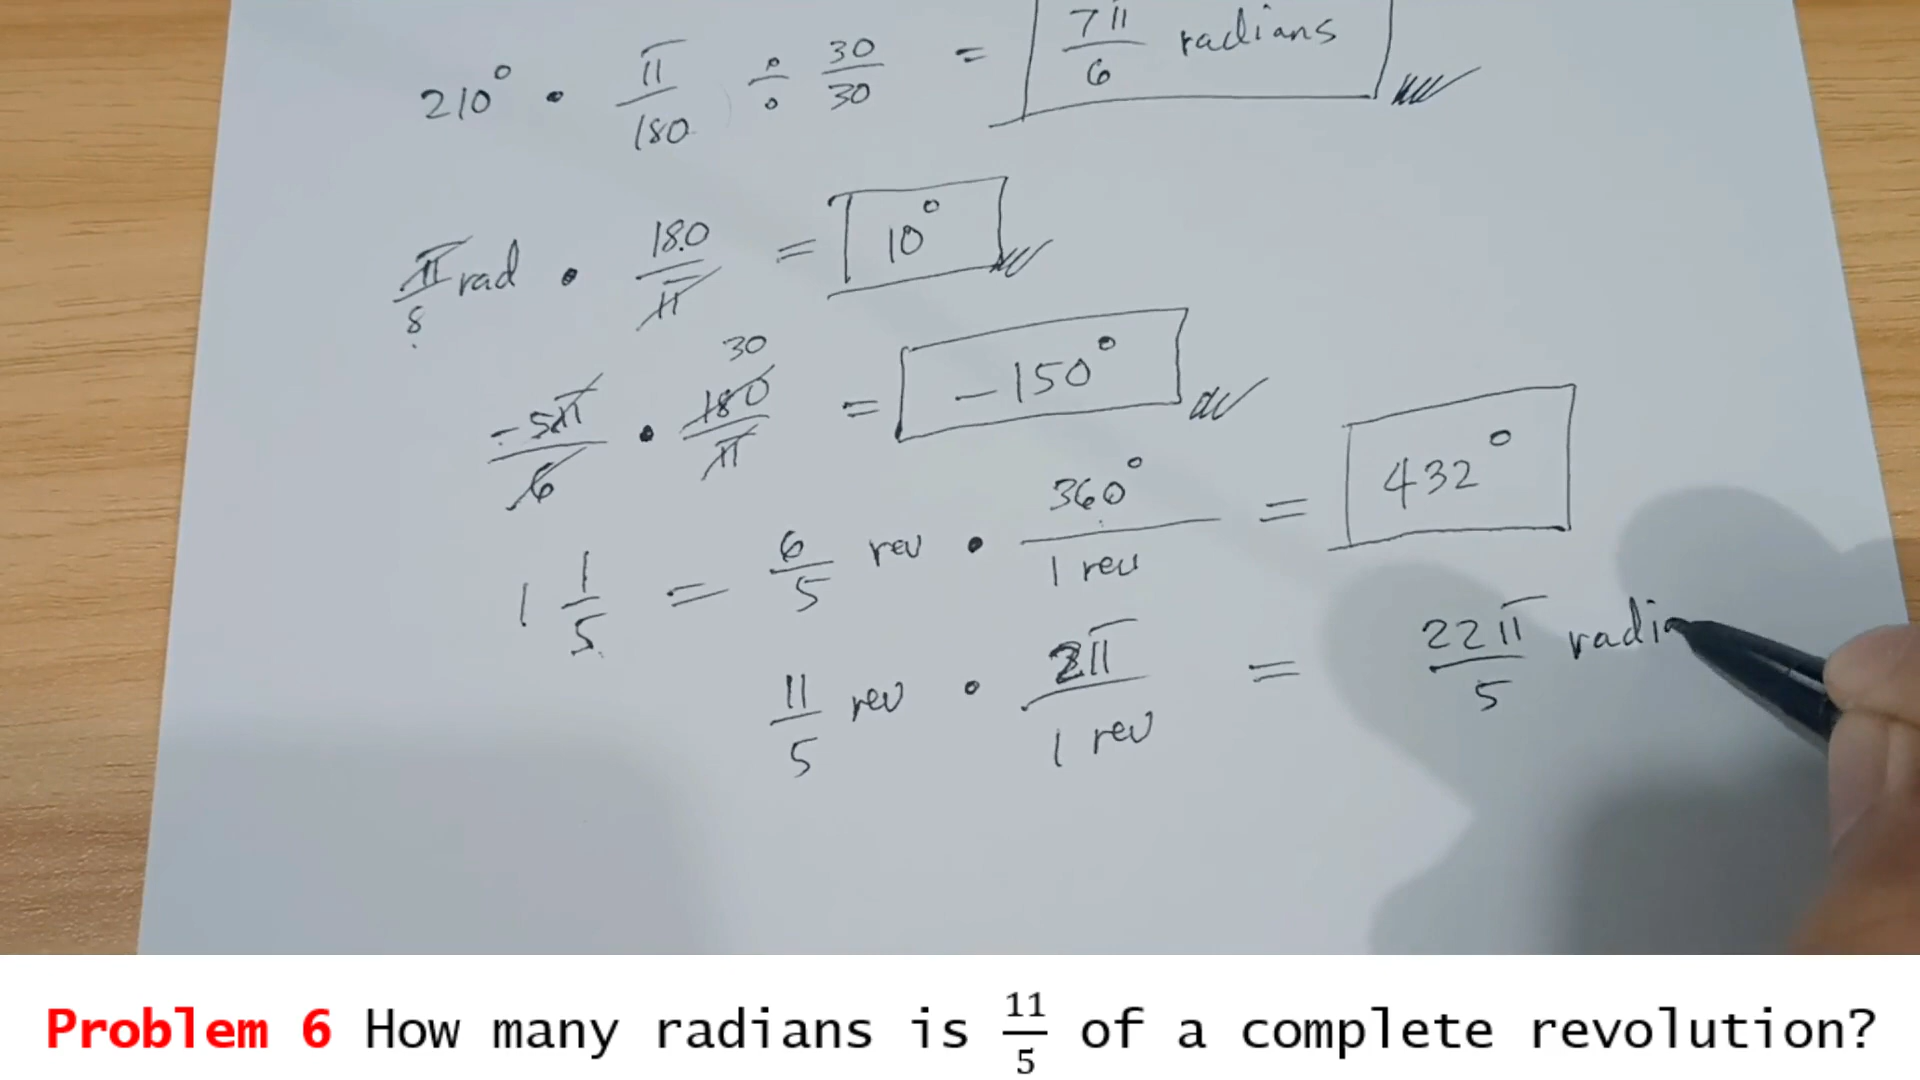 210° • π/180 ÷ 30/30 = 7π/6 radians
π/8 rad • 180/π = 10°
30
-5π/6 • 180/π = -150°
1 1/5 = 6/5 rev • 360°/1 rev = 432°
11/5 rev • 2π/1 rev = 22π/5 radia
Problem 6 How many radians is 11/5 of a complete revolution?